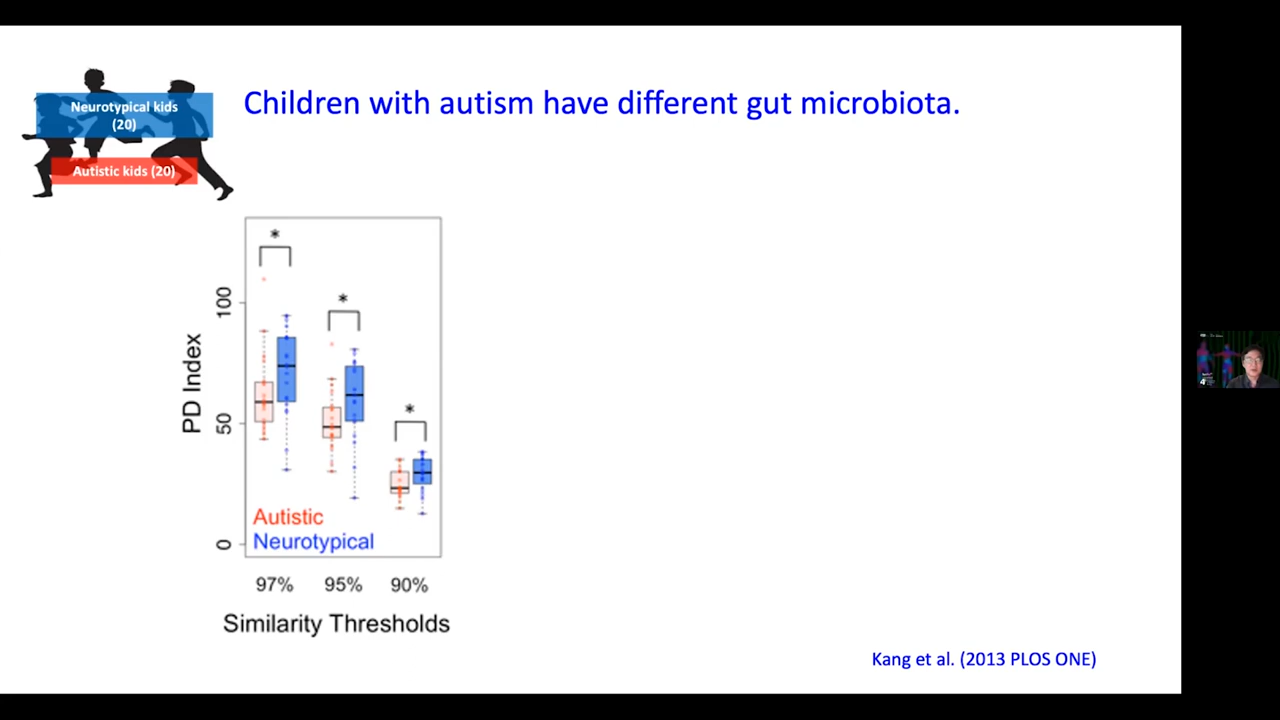 Neurotypical kids
(20)
Autistic kids (20)
Children with autism have different gut microbiota.
*
*
*
PD Index
100
50
0
Autistic
Neurotypical
97% 95% 90%
Similarity Thresholds
Kang et al. (2013 PLOS ONE)